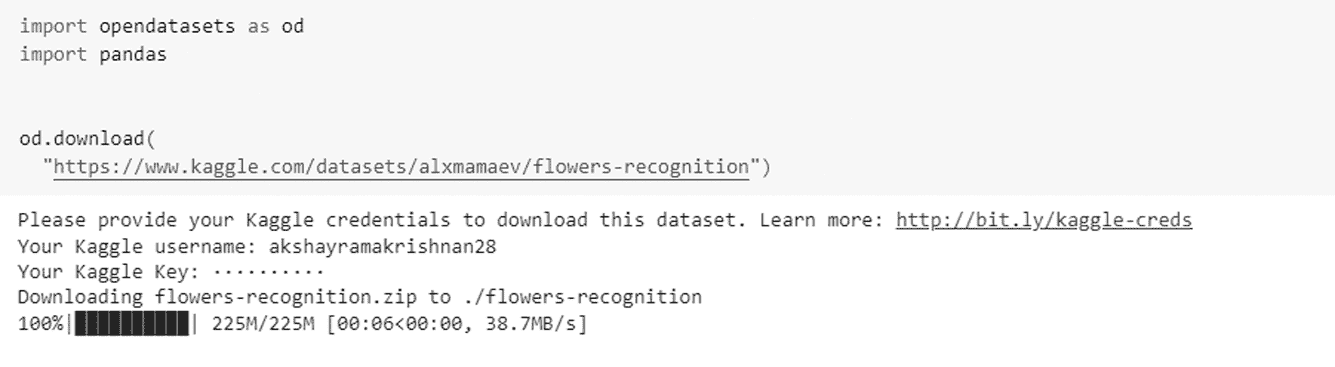 import opendatasets as od
import pandas
od.download(
"https://www.kaggle.com/datasets/alxmamaev/flowers-recognition")
Please provide your Kaggle credentials to download this dataset. Learn more: http://bit.ly/kaggle-creds
Your Kaggle username: akshayramakrishnan28
Your Kaggle Key: ··········
Downloading flowers-recognition.zip to ./flowers-recognition
100%|██████████| 225M/225M [00:06<00:00, 38.7MB/s]